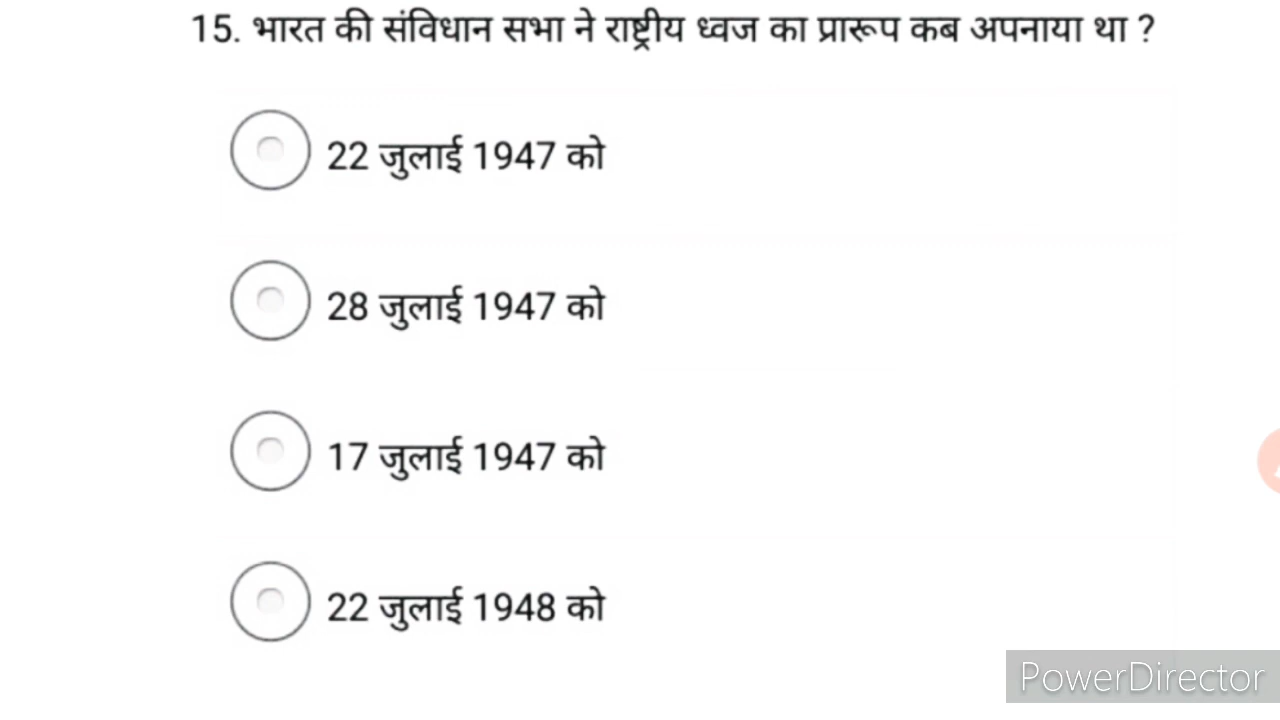 15. भारत की संविधान सभा ने राष्ट्रीय ध्वज का प्रारूप कब अपनाया था ?
22 जुलाई 1947 को
28 जुलाई 1947 को
17 जुलाई 1947 को
22 जुलाई 1948 को
PowerDirector